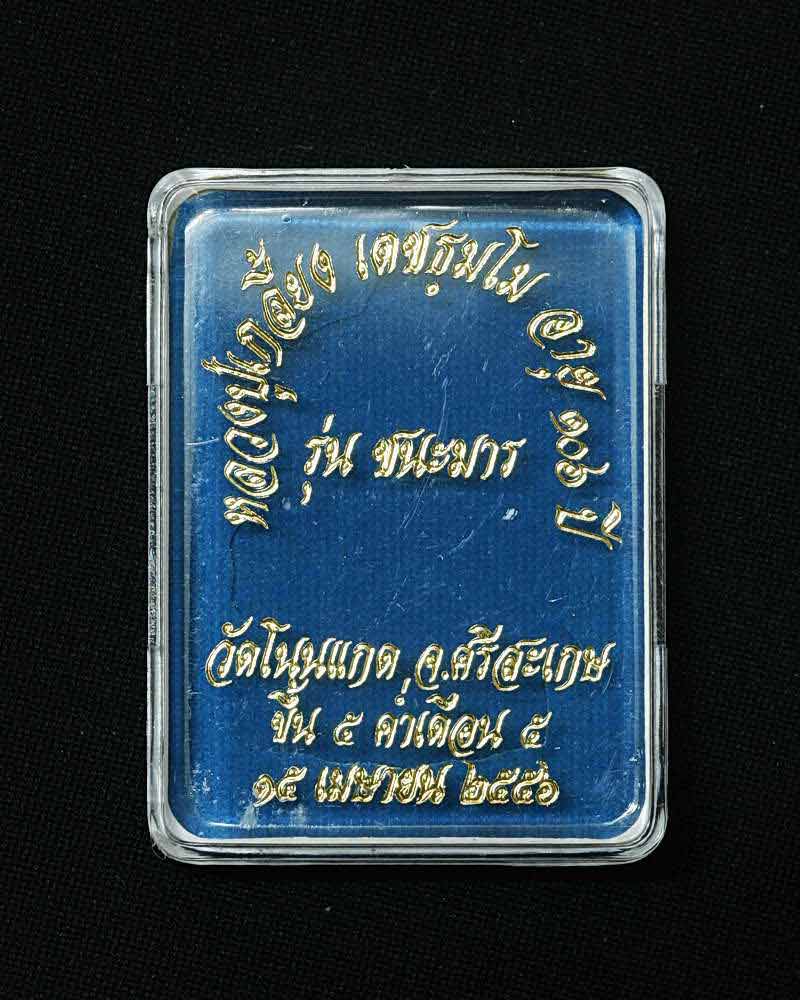 หลวงปู่เกลี้ยง เตชธมฺโม อายุ ๑๐๖ ปี
รุ่น ชนะมาร
วัดโนนแกด จ.ศรีสะเกษ
ขึ้น ๕ ค่ำเดือน ๕
๑๕ เมษายน ๒๕๕๖